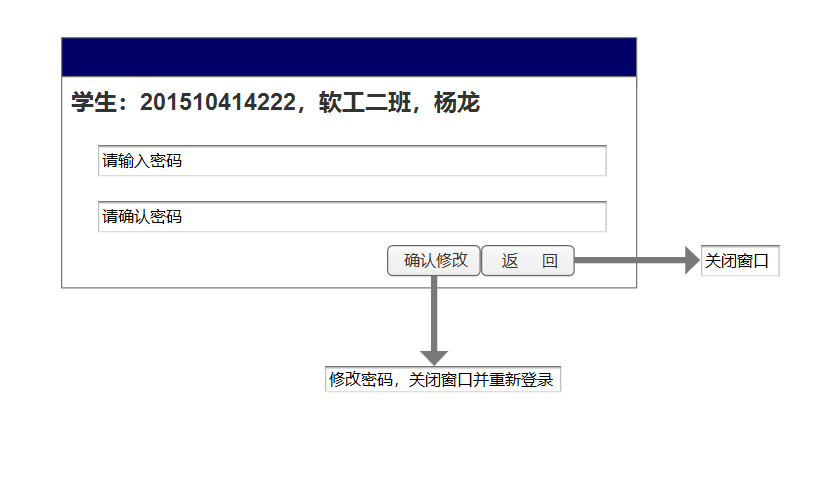 学生：201510414222，软工二班，杨龙
请输入密码
请确认密码
确认修改
返 回
关闭窗口
修改密码，关闭窗口并重新登录